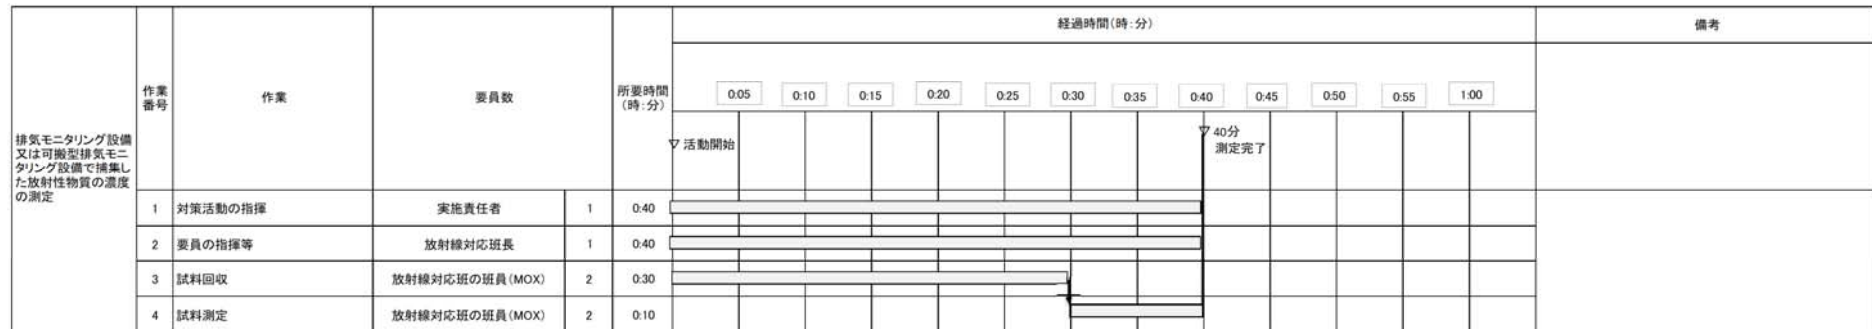 経過時間(時:分)
備考
作業
番号
作業
要員数
所要時間
(時:分)
0:05
0:10
0:15
0:20
0:25
0:30
0:35
0:40
0:45
0:50
0:55
1:00
排気モニタリング設備
又は可搬型排気モニ
タリング設備で捕集し
た放射性物質の濃度
の測定
▽ 活動開始
▽ 40分
測定完了
1 対策活動の指揮 実施責任者 1 0:40
2 要員の指揮等 放射線対応班長 1 0:40
3 試料回収 放射線対応班の班員(MOX) 2 0:30
4 試料測定 放射線対応班の班員(MOX) 2 0:10